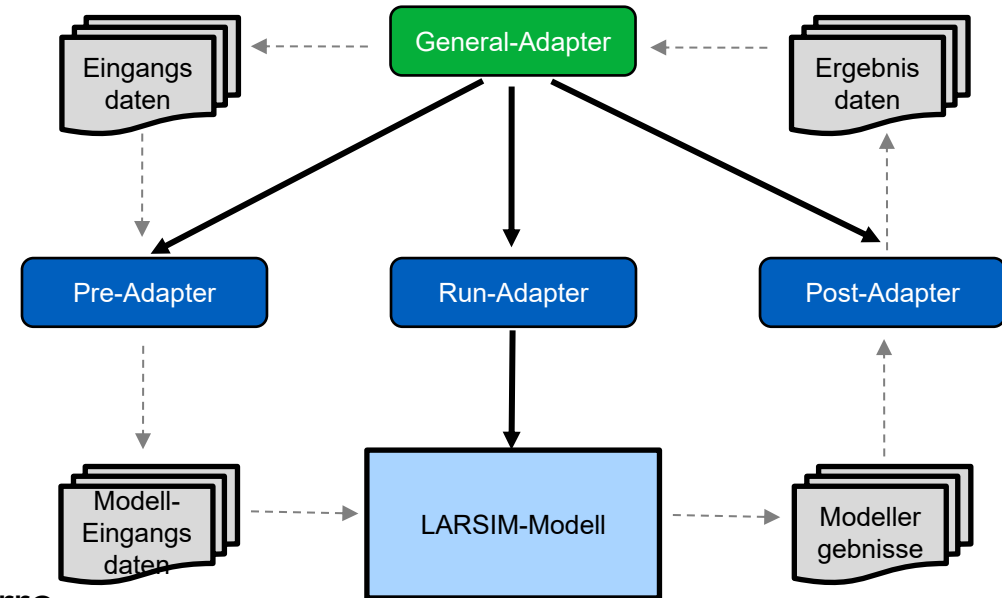 General-Adapter
Eingangs
daten
Ergebnis
daten
Pre-Adapter
Run-Adapter
Post-Adapter
Modell-
Eingangs
daten
LARSIM-Modell
Modeller
gebnisse